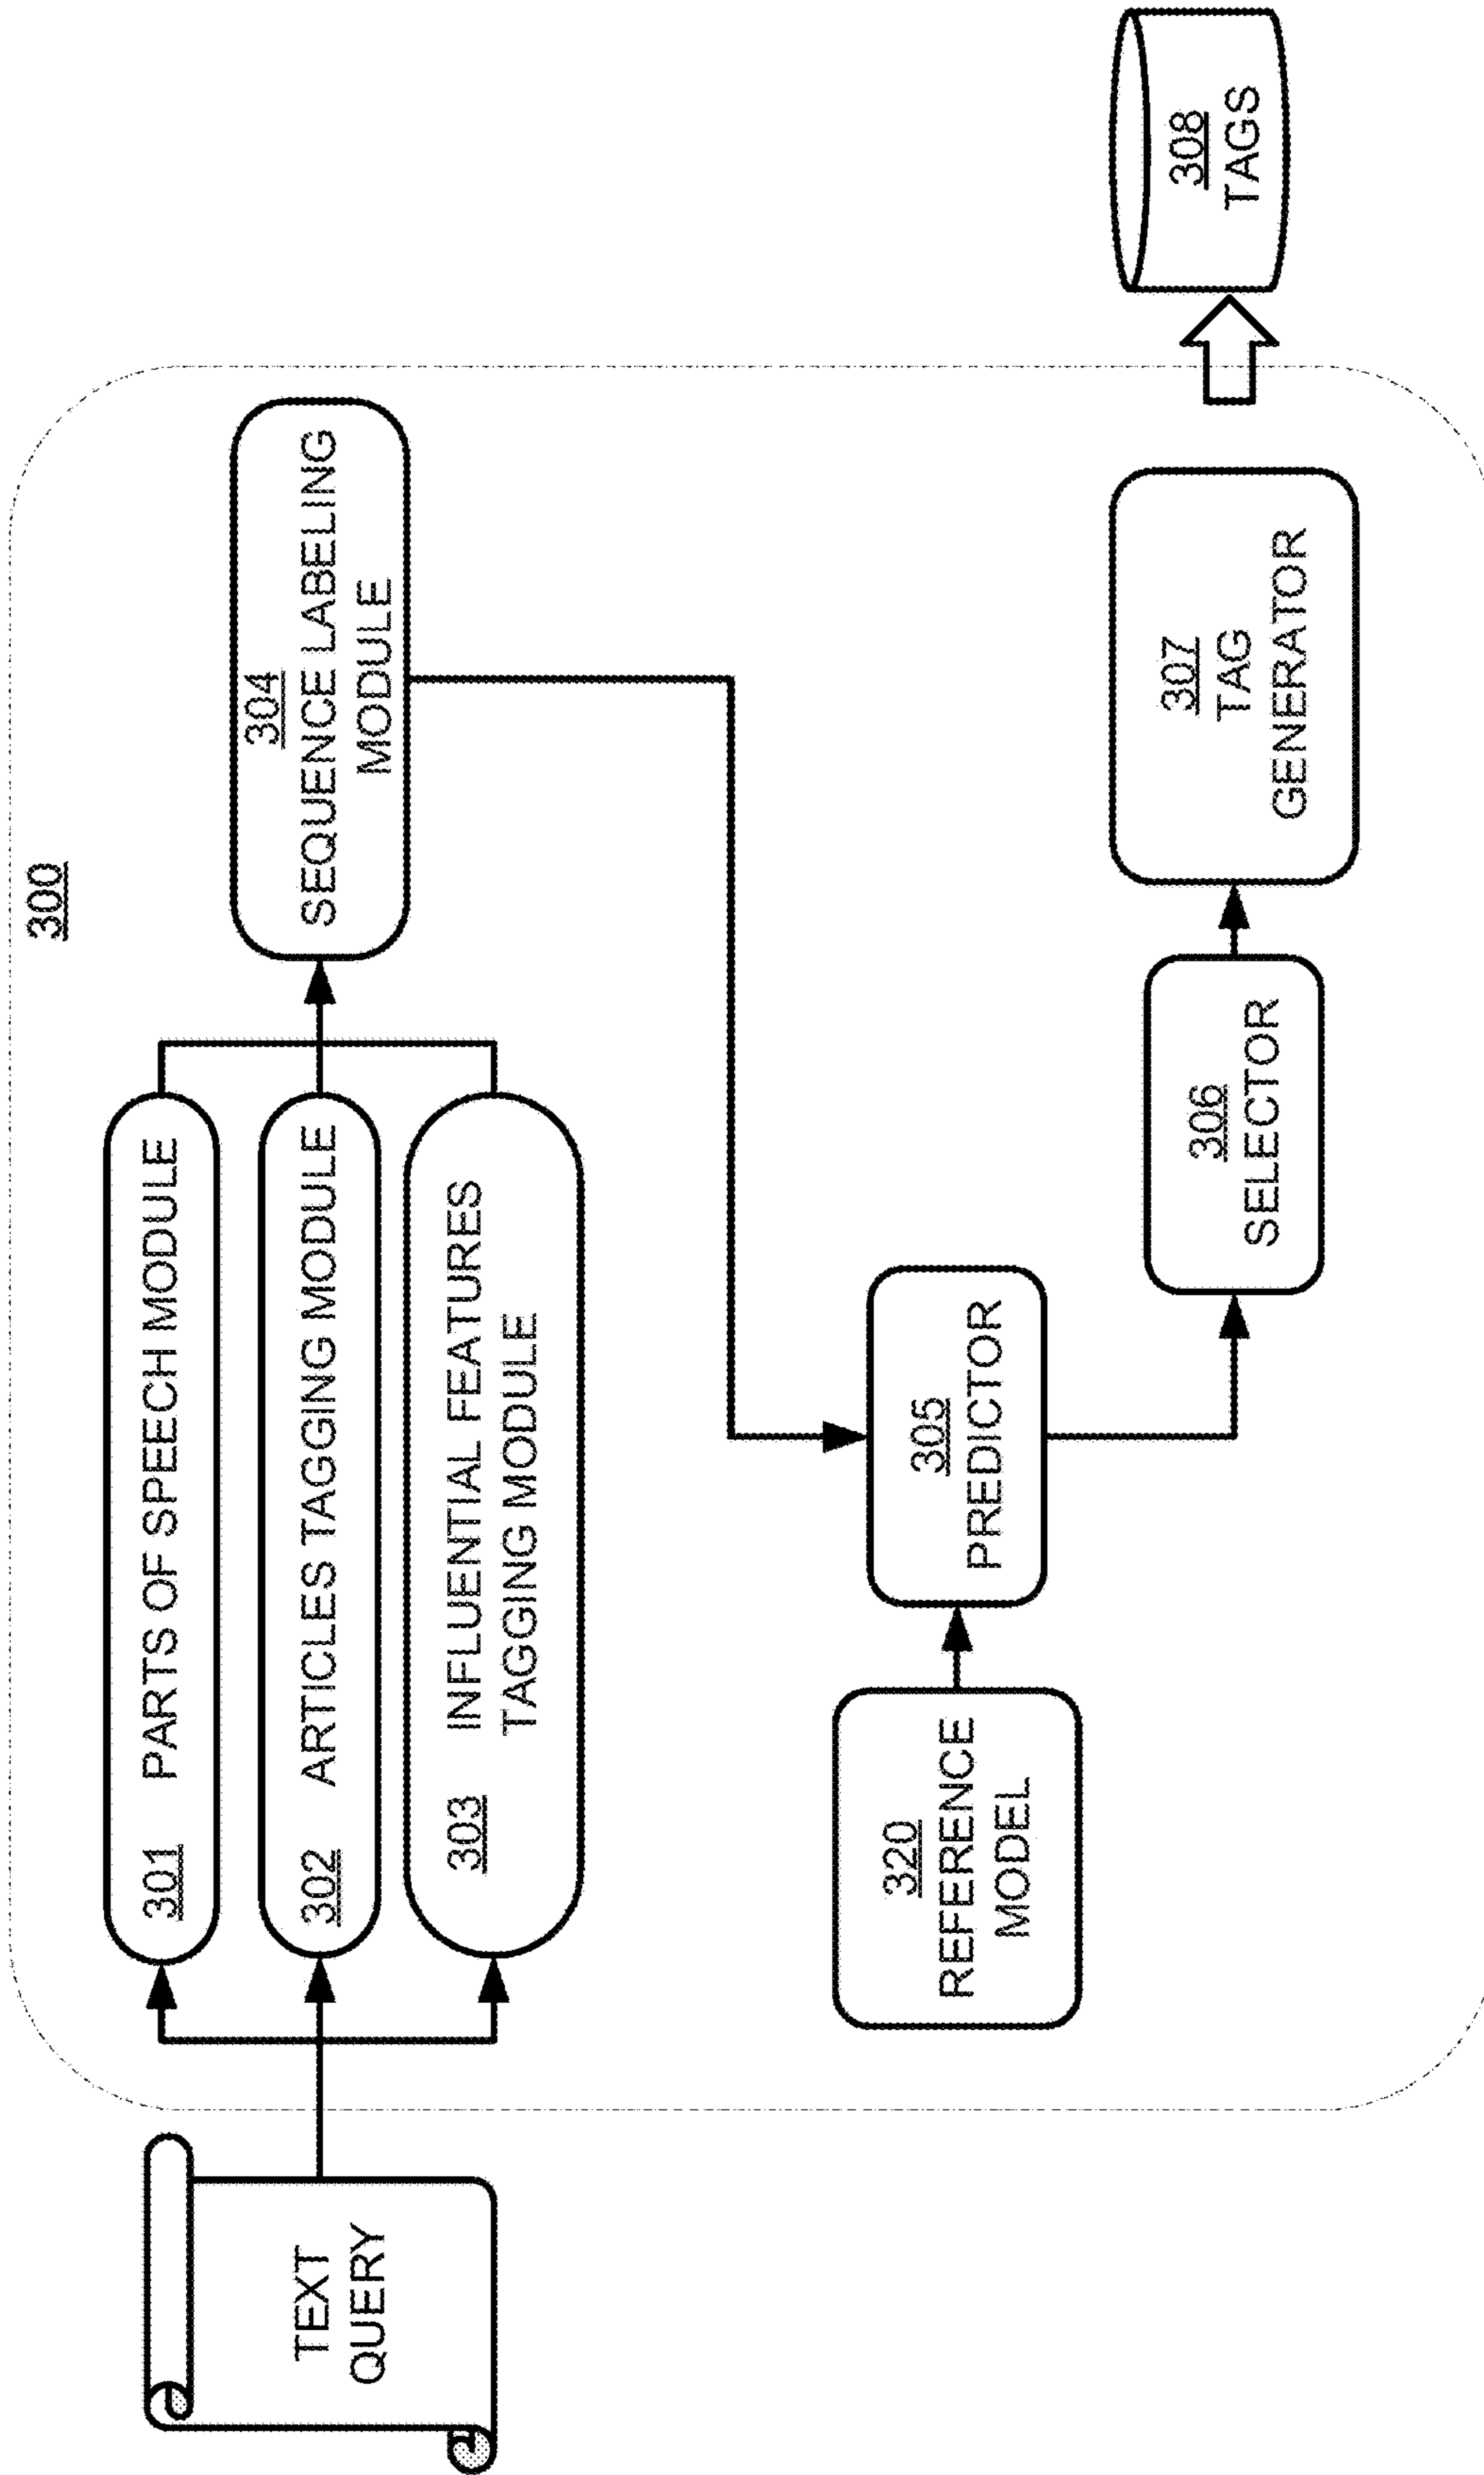 300
TEXT
QUERY
301 PARTS OF SPEECH MODULE
302 ARTICLES TAGGING MODULE
303 INFLUENTIAL FEATURES
TAGGING MODULE
304
SEQUENCE LABELING
MODULE
320
REFERENCE
MODEL
305
PREDICTOR
306
SELECTOR
307
TAG
GENERATOR
308
TAGS